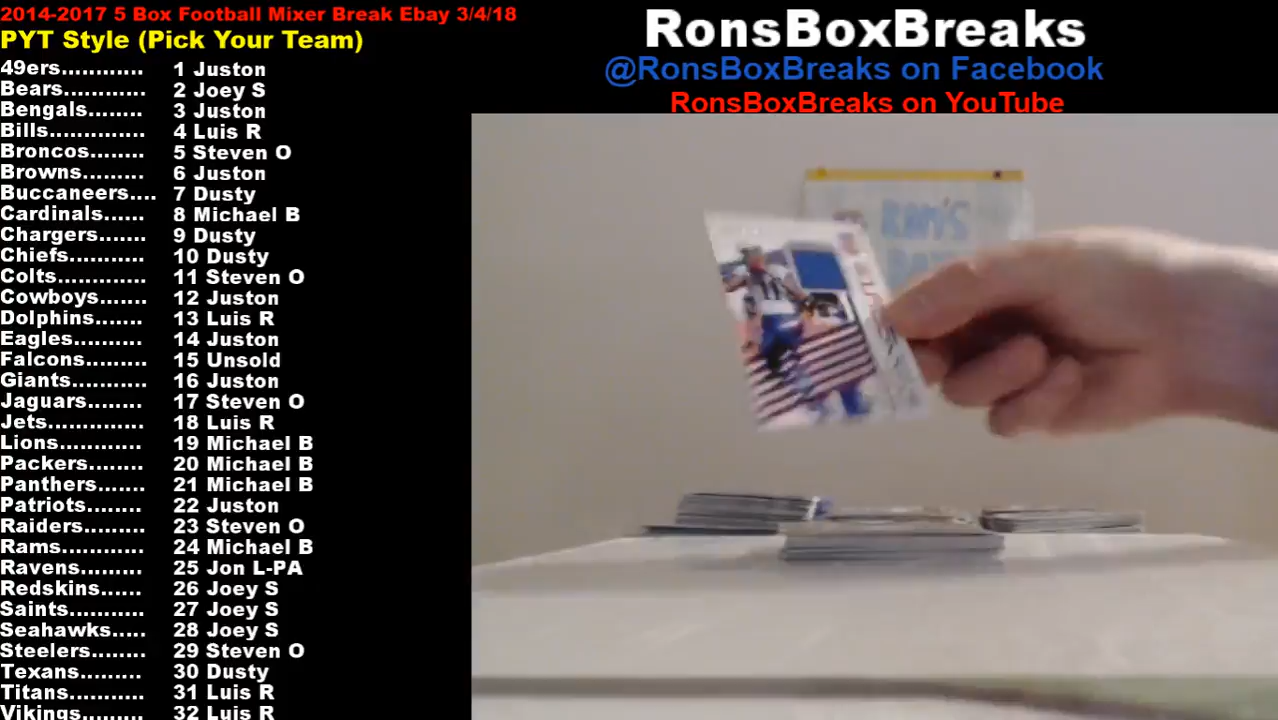 2014-2017 5 Box Football Mixer Break Ebay 3/4/18
PYT Style (Pick Your Team)
49ers............ 1 Juston
Bears............ 2 Joey S
Bengals........ 3 Juston
Bills.............. 4 Luis R
Broncos........ 5 Steven O
Browns......... 6 Juston
Buccaneers.... 7 Dusty
Cardinals...... 8 Michael B
Chargers....... 9 Dusty
Chiefs........... 10 Dusty
Colts............. 11 Steven O
Cowboys....... 12 Juston
Dolphins........ 13 Luis R
Eagles.......... 14 Juston
Falcons......... 15 Unsold
Giants........... 16 Juston
Jaguars........ 17 Steven O
Jets.............. 18 Luis R
Lions............ 19 Michael B
Packers........ 20 Michael B
Panthers....... 21 Michael B
Patriots........ 22 Juston
Raiders......... 23 Steven O
Rams............ 24 Michael B
Ravens......... 25 Jon L-PA
Redskins...... 26 Joey S
Saints........... 27 Joey S
Seahawks..... 28 Joey S
Steelers........ 29 Steven O
Texans......... 30 Dusty
Titans........... 31 Luis R
Vikings......... 32 Luis R
RonsBoxBreaks
@RonsBoxBreaks on Facebook
RonsBoxBreaks on YouTube